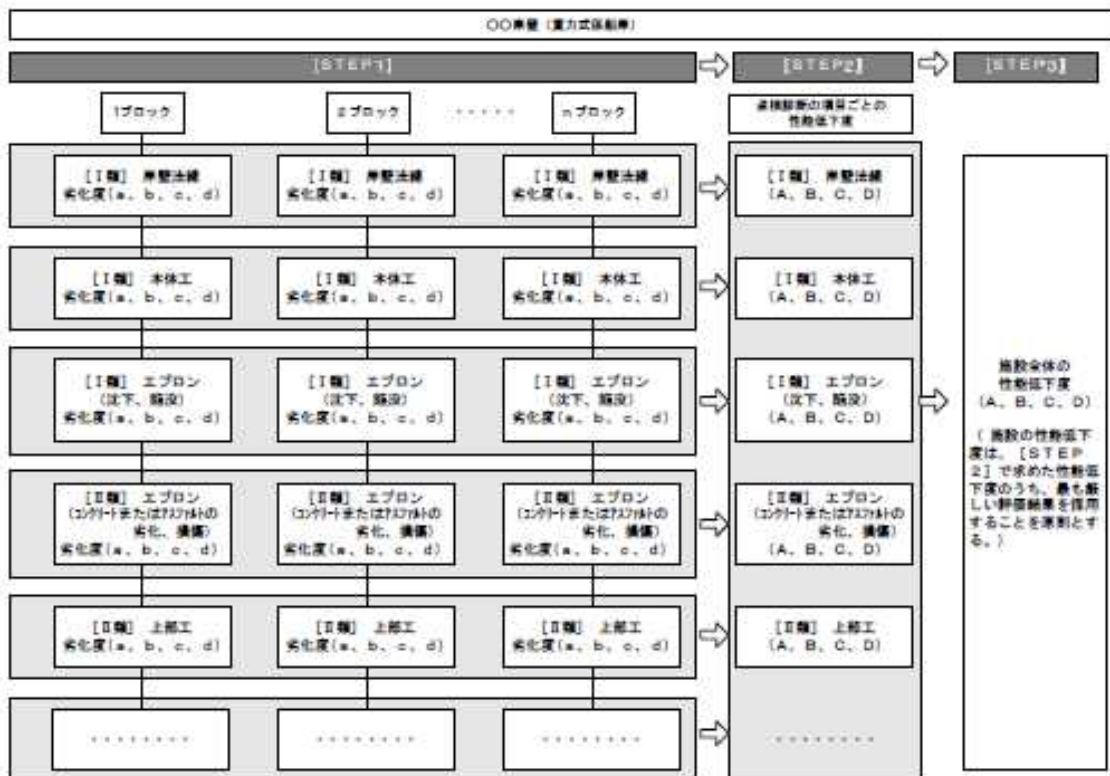 〇〇岸壁（重力式係船岸）
[STEP1]
[STEP2]
[STEP3]
1ブロック
2ブロック
・・・・・
nブロック
点検診断の項目ごとの
性能低下度
[Ⅰ類] 岸壁法線
劣化度(a、b、c、d)
[Ⅰ類] 岸壁法線
劣化度(a、b、c、d)
[Ⅰ類] 岸壁法線
劣化度(a、b、c、d)
[Ⅰ類] 岸壁法線
(A、B、C、D)
[Ⅰ類] 本体工
劣化度(a、b、c、d)
[Ⅰ類] 本体工
劣化度(a、b、c、d)
[Ⅰ類] 本体工
劣化度(a、b、c、d)
[Ⅰ類] 本体工
(A、B、C、D)
[Ⅰ類] エプロン
(沈下、陥没)
劣化度(a、b、c、d)
[Ⅰ類] エプロン
(沈下、陥没)
劣化度(a、b、c、d)
[Ⅰ類] エプロン
(沈下、陥没)
劣化度(a、b、c、d)
[Ⅰ類] エプロン
(沈下、陥没)
(A、B、C、D)
[Ⅱ類] エプロン
(コンクリートまたはアスファルトの
劣化、損傷)
劣化度(a、b、c、d)
[Ⅱ類] エプロン
(コンクリートまたはアスファルトの
劣化、損傷)
劣化度(a、b、c、d)
[Ⅱ類] エプロン
(コンクリートまたはアスファルトの
劣化、損傷)
劣化度(a、b、c、d)
[Ⅱ類] エプロン
(コンクリートまたはアスファルトの
劣化、損傷)
(A、B、C、D)
[Ⅱ類] 上部工
劣化度(a、b、c、d)
[Ⅱ類] 上部工
劣化度(a、b、c、d)
[Ⅱ類] 上部工
劣化度(a、b、c、d)
[Ⅱ類] 上部工
(A、B、C、D)
・・・・・・・・
・・・・・・・・
・・・・・・・・
・・・・・・・・
施設全体の
性能低下度
(A、B、C、D)
( 施設の性能低下
度は、[STEP
2]で求めた性能低
下度のうち、最も厳
しい評価結果を採用
することを原則とす
る。)